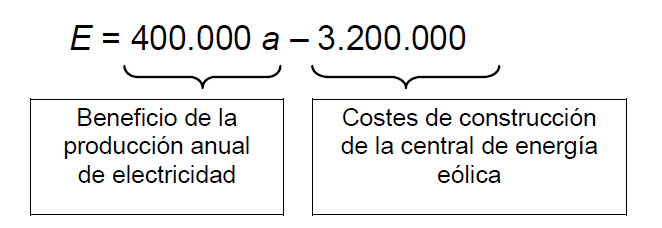 E = 400.000 a – 3.200.000
Beneficio de la
producción anual
de electricidad
Costes de construcción
de la central de energía
eólica